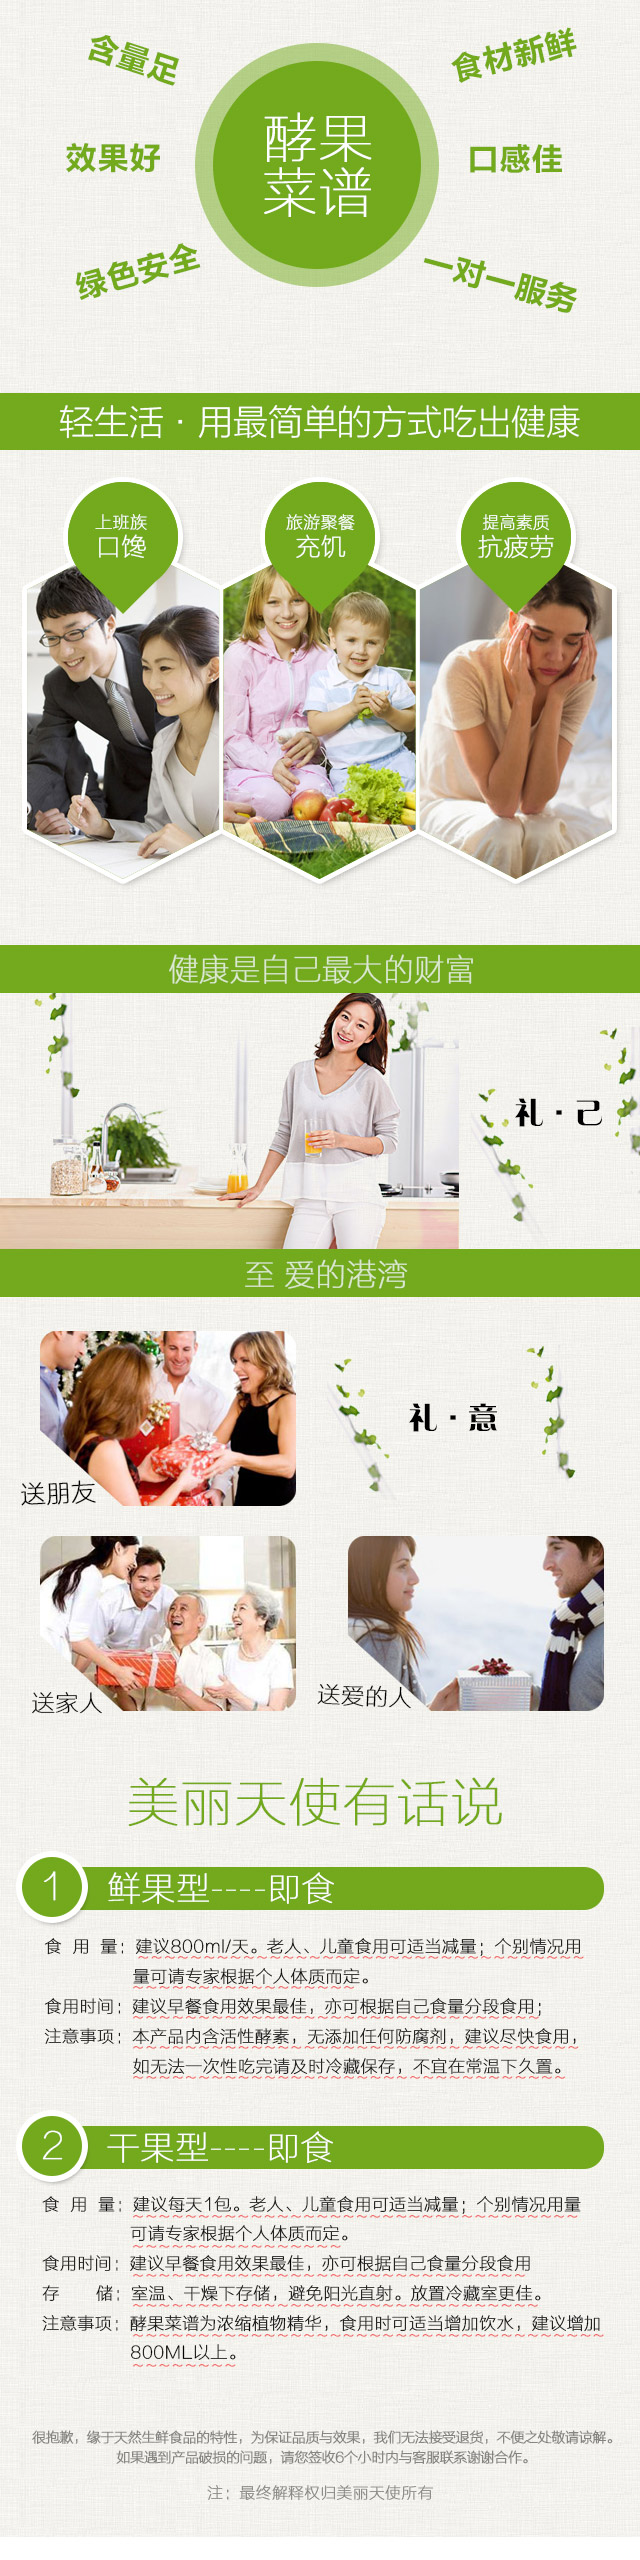 含量足
食材新鲜
酵果
菜谱
效果好
口感佳
绿色安全
一对一服务
轻生活·用最简单的方式吃出健康
上班族
口馋
旅游聚餐
充饥
提高素质
抗疲劳
健康是自己最大的财富
礼·己
至 爱的港湾
礼·意
送朋友
送家人
送爱的人
美丽天使有话说
1 鲜果型----即食
食 用 量：建议800ml/天。老人、儿童食用可适当减量；个别情况用
量可请专家根据个人体质而定。
食用时间：建议早餐食用效果最佳，亦可根据自己食量分段食用；
注意事项：本产品内含活性酵素，无添加任何防腐剂，建议尽快食用，
如无法一次性吃完请及时冷藏保存，不宜在常温下久置。
2 干果型----即食
食 用 量：建议每天1包。老人、儿童食用可适当减量；个别情况用量
可请专家根据个人体质而定。
食用时间：建议早餐食用效果最佳，亦可根据自己食量分段食用
存 储：室温、干燥下存储，避免阳光直射。放置冷藏室更佳。
注意事项：酵果菜谱为浓缩植物精华，食用时可适当增加饮水，建议增加
800ML以上。
很抱歉，缘于天然生鲜食品的特性，为保证品质与效果，我们无法接受退货，不便之处敬请谅解。
如果遇到产品破损的问题，请您签收6个小时内与客服联系谢谢合作。
注；最终解释权归美丽天使所有